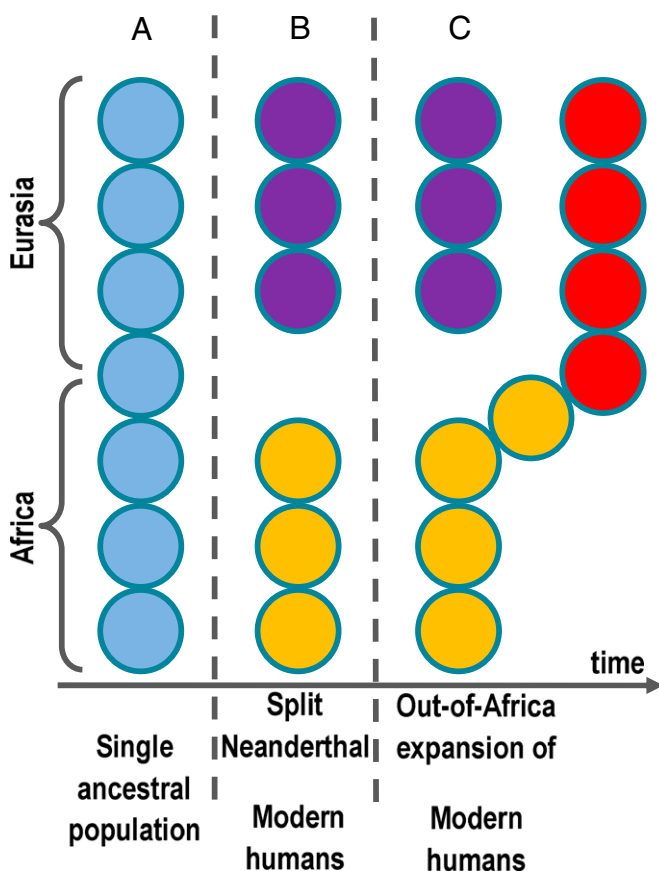 A
B
C
Eurasia
Africa
time
Single
ancestral
population
Split
Neanderthal
Modern
humans
Out-of-Africa
expansion of
Modern
humans